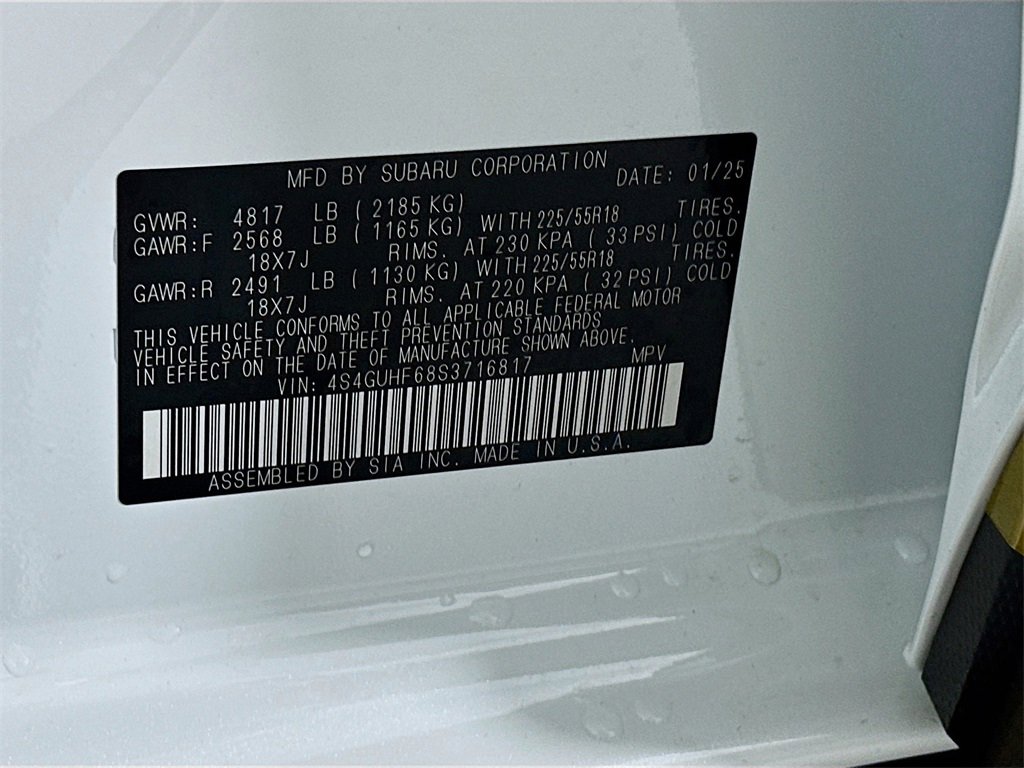 MFD BY SUBARU CORPORATION DATE: 01/25
GVWR: 4817 LB ( 2185 KG)
GAWR:F 2568 LB ( 1165 KG) WITH 225/55R18 TIRES.
18X7J RIMS. AT 230 KPA ( 33 PSI) COLD
GAWR:R 2491 LB ( 1130 KG) WITH 225/55R18 TIRES.
18X7J RIMS. AT 220 KPA ( 32 PSI) COLD
THIS VEHICLE CONFORMS TO ALL APPLICABLE FEDERAL MOTOR
VEHICLE SAFETY AND THEFT PREVENTION STANDARDS
IN EFFECT ON THE DATE OF MANUFACTURE SHOWN ABOVE.
VIN: 4S4GUHF68S3716817 MPV
ASSEMBLED BY SIA INC. MADE IN U.S.A.